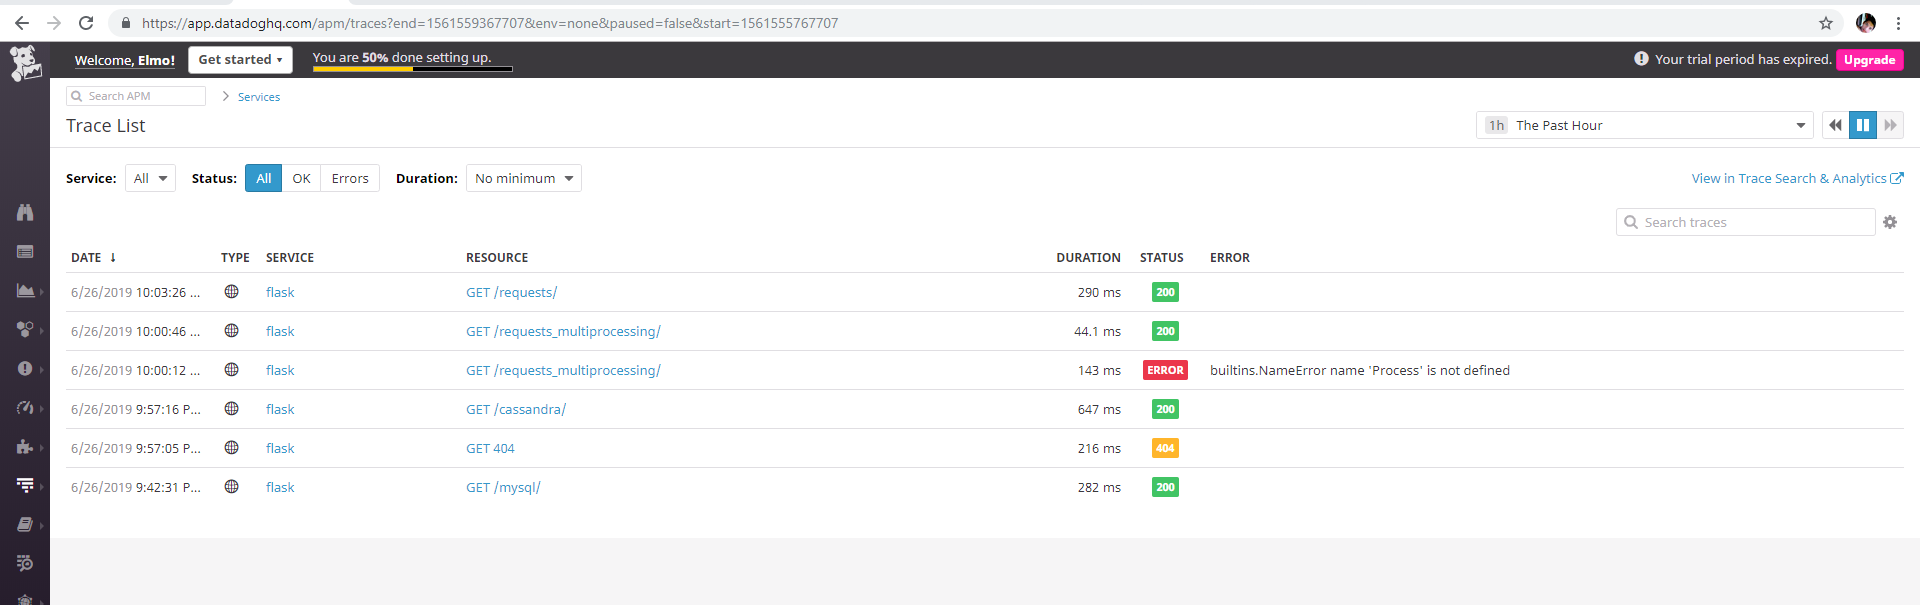 https://app.datadoghq.com/apm/traces?end=1561559367707&env=none&paused=false&start=1561555767707
Welcome, Elmo! Get started You are 50% done setting up. Your trial period has expired. Upgrade
Search APM Services
Trace List 1h The Past Hour
Service: All Status: All OK Errors Duration: No minimum View in Trace Search & Analytics
Search traces
DATE ↓ TYPE SERVICE RESOURCE DURATION STATUS ERROR
6/26/2019 10:03:26 ... flask GET /requests/ 290 ms 200
6/26/2019 10:00:46 ... flask GET /requests_multiprocessing/ 44.1 ms 200
6/26/2019 10:00:12 ... flask GET /requests_multiprocessing/ 143 ms ERROR builtins.NameError name 'Process' is not defined
6/26/2019 9:57:16 P... flask GET /cassandra/ 647 ms 200
6/26/2019 9:57:05 P... flask GET 404 216 ms 404
6/26/2019 9:42:31 P... flask GET /mysql/ 282 ms 200